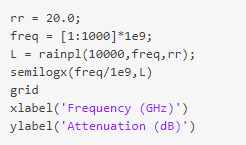 rr = 20.0;
freq = [1:1000]*1e9;
L = rainpl(10000,freq,rr);
semilogx(freq/1e9,L)
grid
xlabel('Frequency (GHz)')
ylabel('Attenuation (dB)')